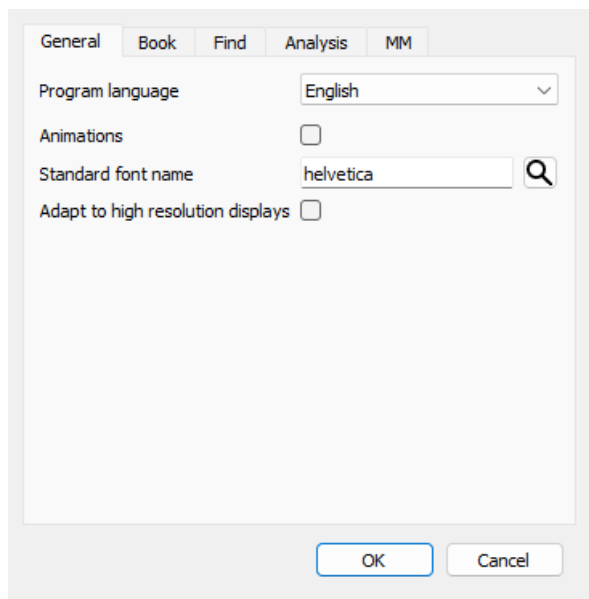 General Book Find Analysis MM
Program language English
Animations
Standard font name helvetica
Adapt to high resolution displays
OK Cancel